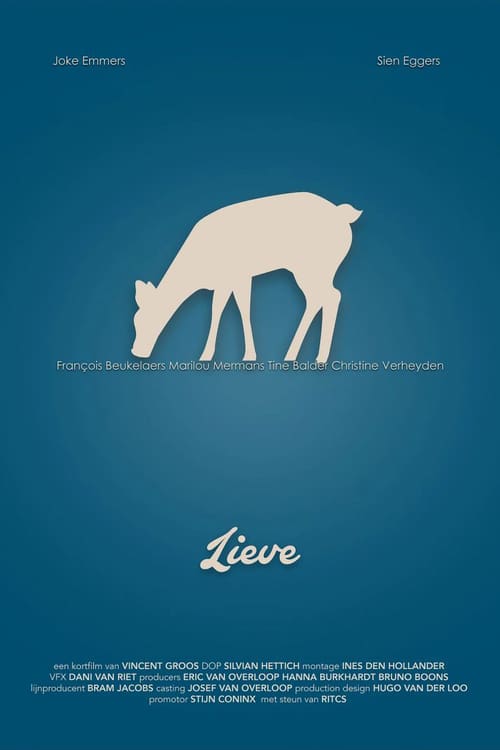 Joke Emmers
Sien Eggers
François Beukelaers Marilou Mermans Tine Balder Christine Verheyden
Lieve
een kortfilm van VINCENT GROOS DOP SILVIAN HETTICH montage INES DEN HOLLANDER
VFX DANI VAN RIET producers ERIC VAN OVERLOOP HANNA BURKHARDT BRUNO BOONS
lijnproducent BRAM JACOBS casting JOSEF VAN OVERLOOP production design HUGO VAN DER LOO
promotor STIJN CONINX met steun van RITCS